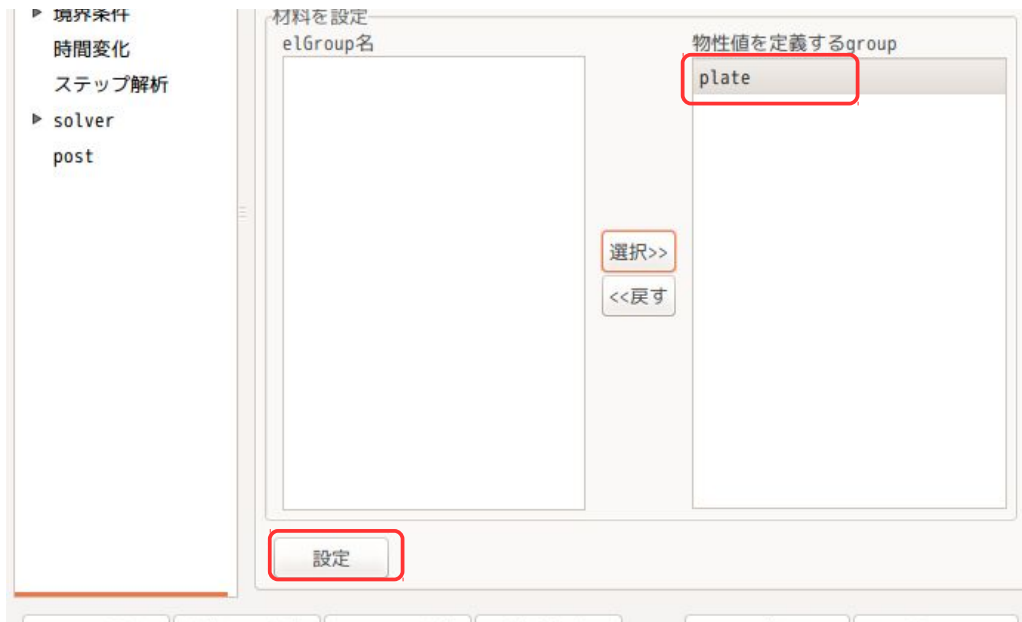 境界条件
時間変化
ステップ解析
solver
post
材料を設定
elGroup名
物性値を定義するgroup
plate
選択>>
<<戻す
設定